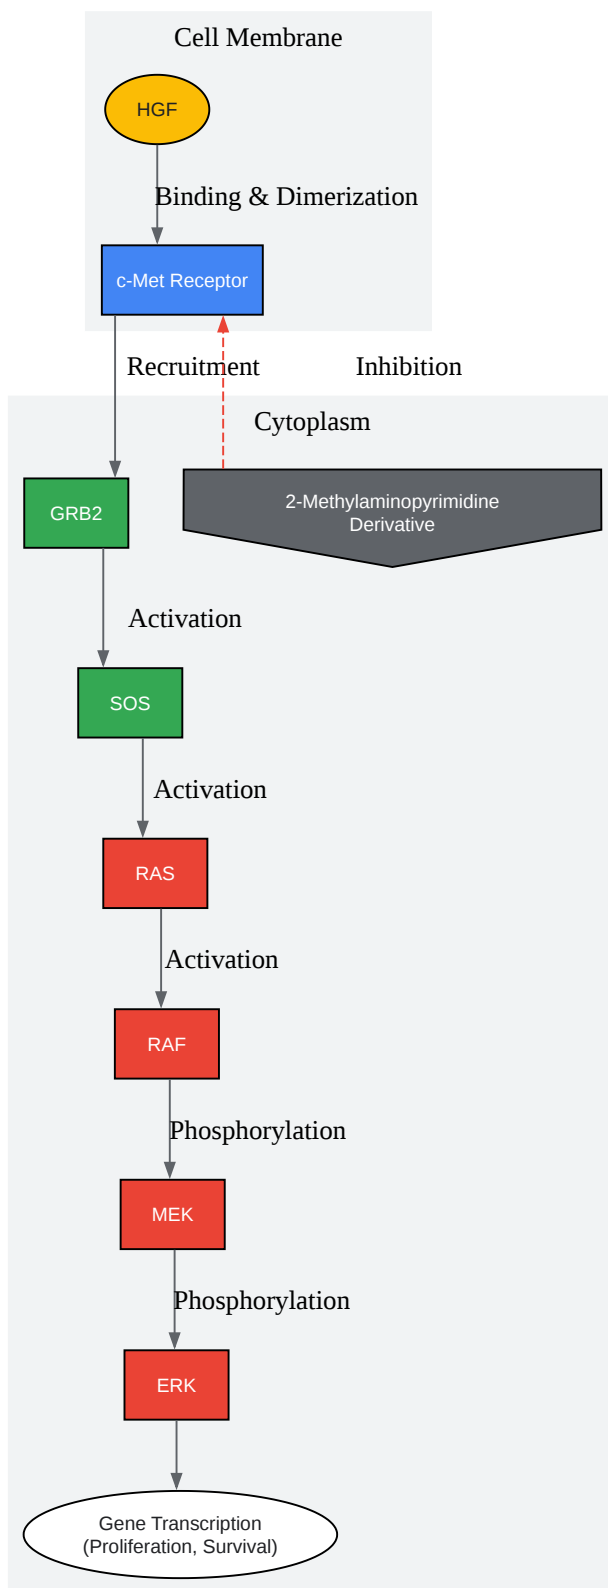 Cell Membrane
HGF
Binding & Dimerization
c-Met Receptor
Recruitment
Inhibition
Cytoplasm
GRB2
2-Methylaminopyrimidine
Derivative
Activation
SOS
Activation
RAS
Activation
RAF
Phosphorylation
MEK
Phosphorylation
ERK
Gene Transcription
(Proliferation, Survival)